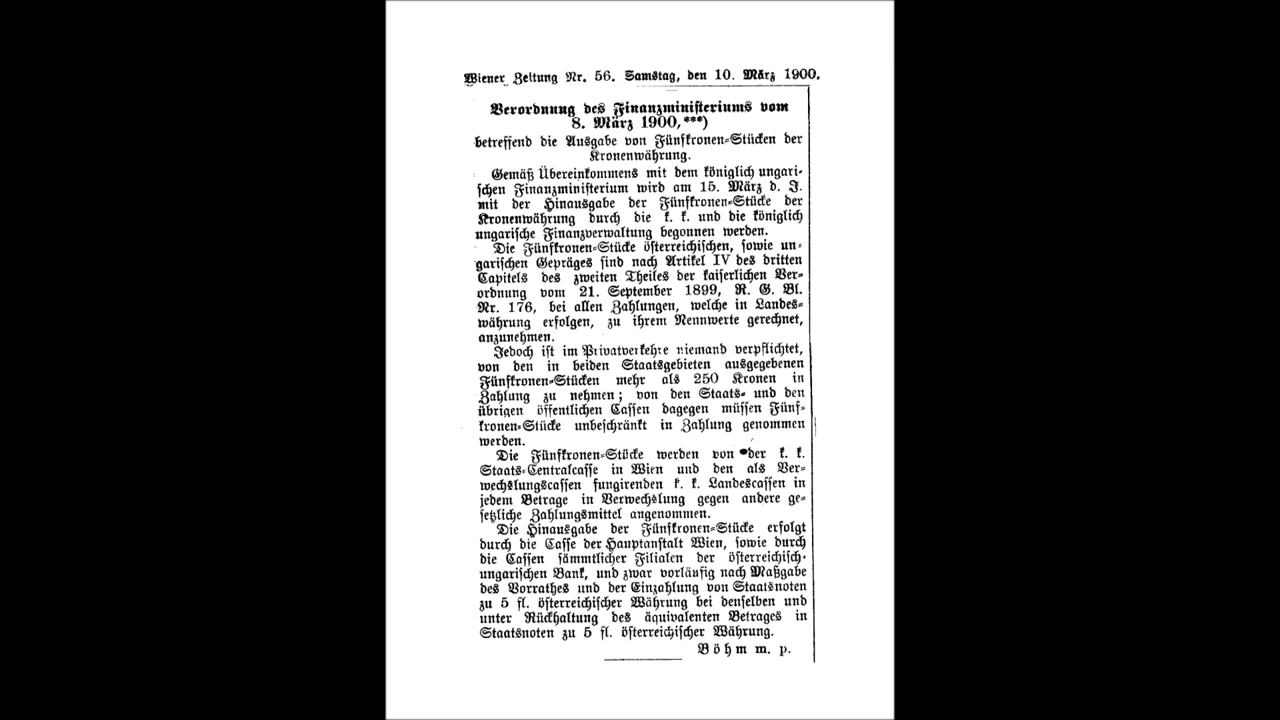 Wiener Zeitung Nr. 56. Samstag, den 10. März 1900.
Verordnung des Finanzministeriums vom
8. März 1900,***)
betreffend die Ausgabe von Fünfkronen-Stücken der
Kronenwährung.
Gemäß Übereinkommens mit dem königlich ungari-
schen Finanzministerium wird am 15. März d. J.
mit der Hinausgabe der Fünfkronen-Stücke der
Kronenwährung durch die k. k. und die königlich
ungarische Finanzverwaltung begonnen werden.
Die Fünfkronen-Stücke österreichischen, sowie un-
garischen Gepräges sind nach Artikel IV des dritten
Capitels des zweiten Theiles der kaiserlichen Ver-
ordnung vom 21. September 1899, R. G. Bl.
Nr. 176, bei allen Zahlungen, welche in Landes-
währung erfolgen, zu ihrem Nennwerte gerechnet,
anzunehmen.
Jedoch ist im Privatverkehre niemand verpflichtet,
von den in beiden Staatsgebieten ausgegebenen
Fünfkronen-Stücken mehr als 250 Kronen in
Zahlung zu nehmen; von den Staats- und den
übrigen öffentlichen Cassen dagegen müssen Fünf-
kronen-Stücke unbeschränkt in Zahlung genommen
werden.
Die Fünfkronen-Stücke werden von der k. k.
Staats-Centralcasse in Wien und den als Ver-
wechslungscassen fungirenden k. k. Landescassen in
jedem Betrage in Verwechslung gegen andere ge-
setzliche Zahlungsmittel angenommen.
Die Hinausgabe der Fünfkronen-Stücke erfolgt
durch die Casse der Hauptanstalt Wien, sowie durch
die Cassen sämmtlicher Filialen der österreichisch-
ungarischen Bank, und zwar vorläufig nach Maßgabe
des Vorrathes und der Einzahlung von Staatsnoten
zu 5 fl. österreichischer Währung bei denselben und
unter Rückhaltung des äquivalenten Betrages in
Staatsnoten zu 5 fl. österreichischer Währung.
Böhm m. p.